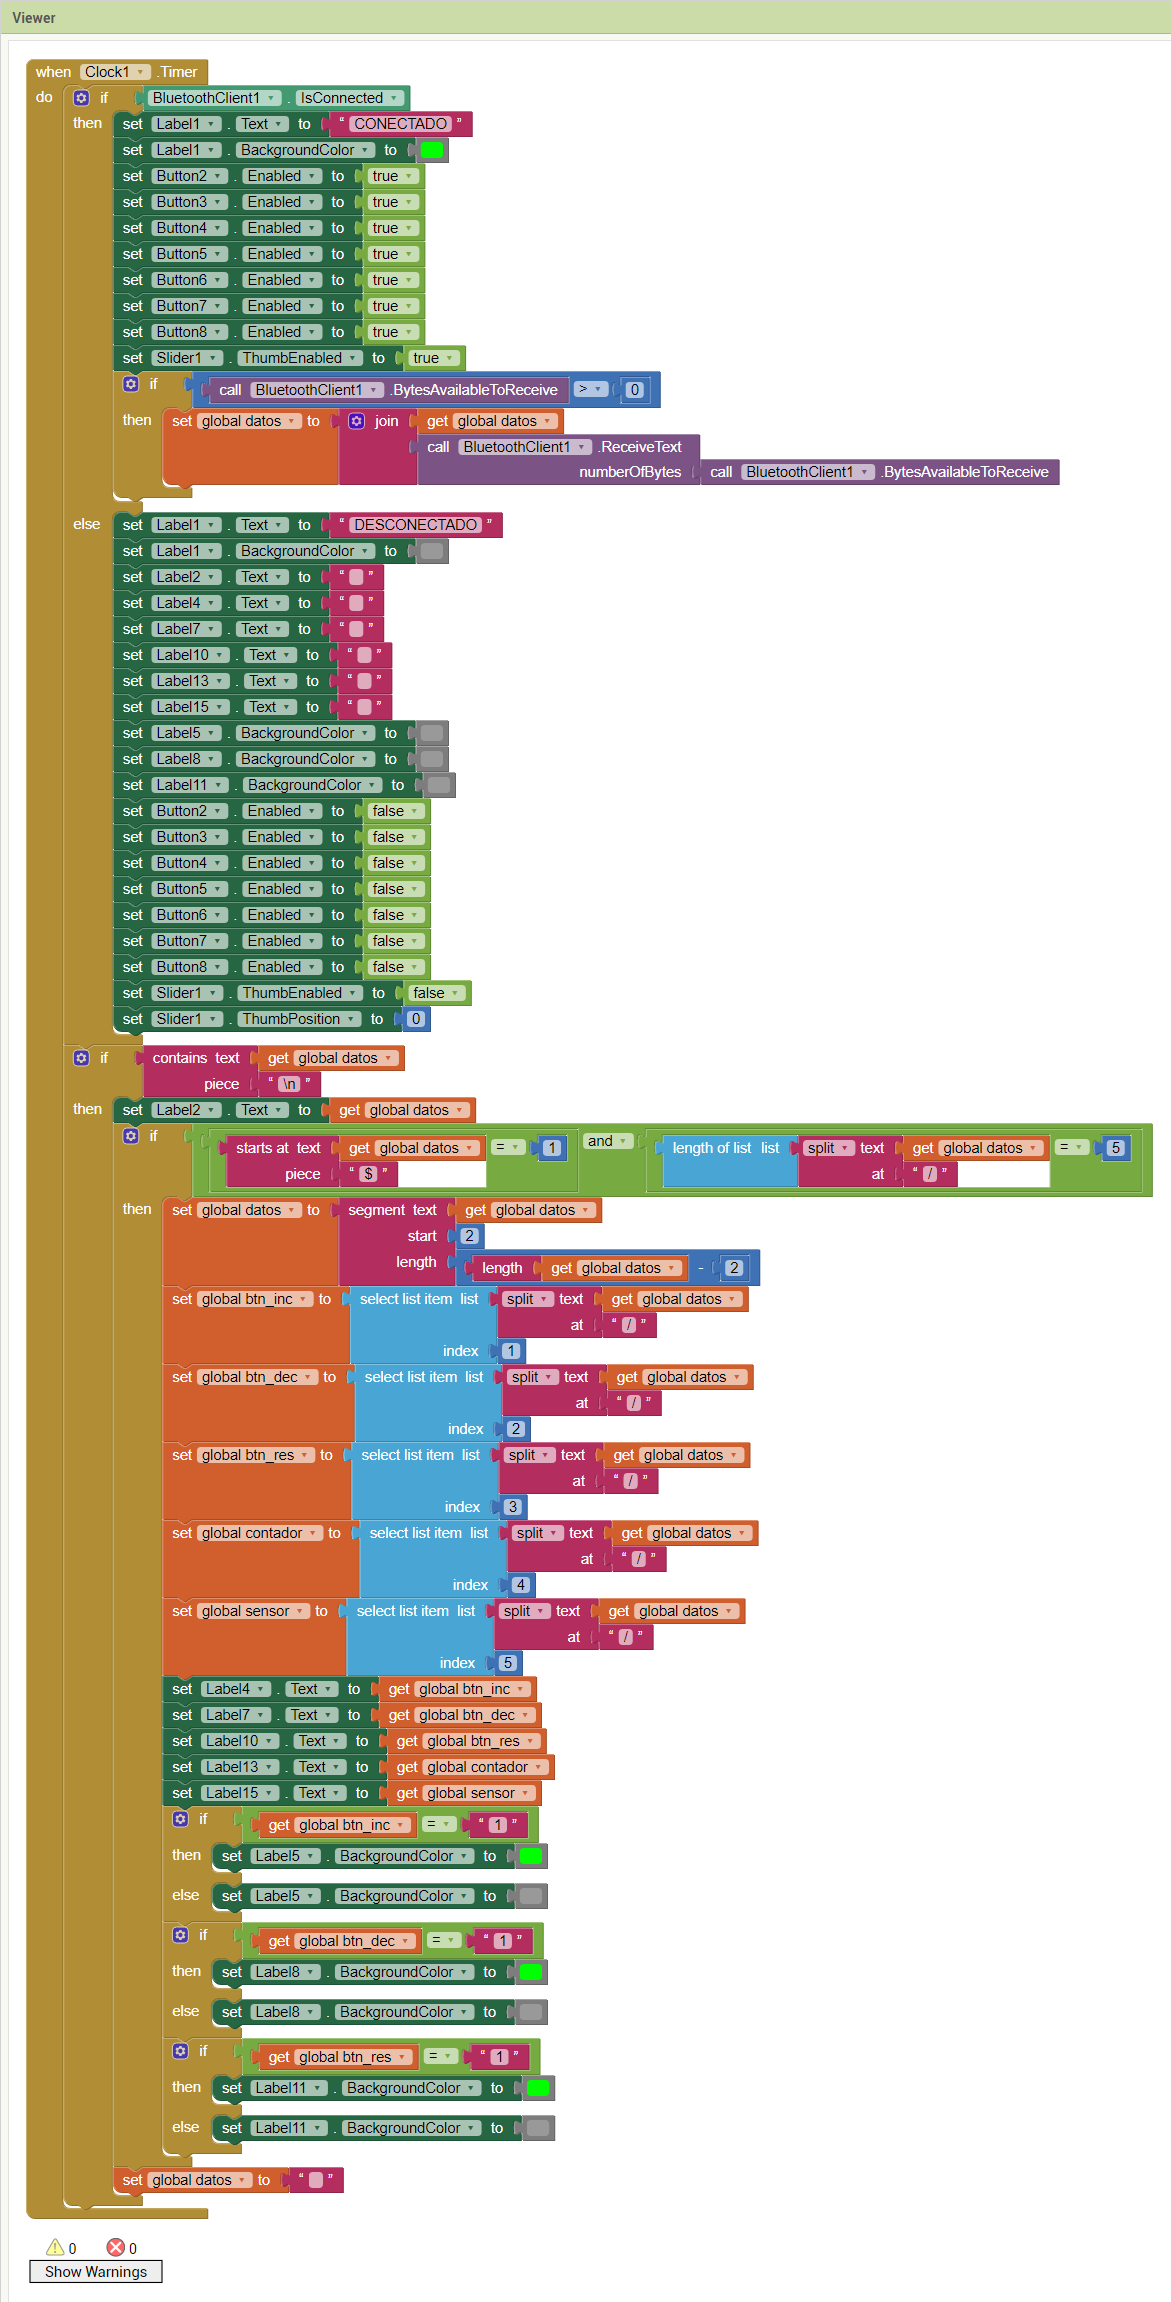 Viewer
when Clock1 .Timer
do if BluetoothClient1 . IsConnected
then set Label1 . Text to “ CONECTADO ”
set Label1 . BackgroundColor to
set Button2 . Enabled to true
set Button3 . Enabled to true
set Button4 . Enabled to true
set Button5 . Enabled to true
set Button6 . Enabled to true
set Button7 . Enabled to true
set Button8 . Enabled to true
set Slider1 . ThumbEnabled to true
if call BluetoothClient1 .BytesAvailableToReceive > 0
then set global datos to join get global datos
call BluetoothClient1 .ReceiveText
numberOfBytes call BluetoothClient1 .BytesAvailableToReceive
else set Label1 . Text to “ DESCONECTADO ”
set Label1 . BackgroundColor to
set Label2 . Text to “ ”
set Label4 . Text to “ ”
set Label7 . Text to “ ”
set Label10 . Text to “ ”
set Label13 . Text to “ ”
set Label15 . Text to “ ”
set Label5 . BackgroundColor to
set Label8 . BackgroundColor to
set Label11 . BackgroundColor to
set Button2 . Enabled to false
set Button3 . Enabled to false
set Button4 . Enabled to false
set Button5 . Enabled to false
set Button6 . Enabled to false
set Button7 . Enabled to false
set Button8 . Enabled to false
set Slider1 . ThumbEnabled to false
set Slider1 . ThumbPosition to 0
if contains text get global datos
piece “ \n ”
then set Label2 . Text to get global datos
if starts at text get global datos = 1 and length of list list split text get global datos = 5
piece “ $ ” at “ / ”
then set global datos to segment text get global datos
start 2
length length get global datos - 2
set global btn_inc to select list item list split text get global datos
at “ / ”
index 1
set global btn_dec to select list item list split text get global datos
at “ / ”
index 2
set global btn_res to select list item list split text get global datos
at “ / ”
index 3
set global contador to select list item list split text get global datos
at “ / ”
index 4
set global sensor to select list item list split text get global datos
at “ / ”
index 5
set Label4 . Text to get global btn_inc
set Label7 . Text to get global btn_dec
set Label10 . Text to get global btn_res
set Label13 . Text to get global contador
set Label15 . Text to get global sensor
if get global btn_inc = “ 1 ”
then set Label5 . BackgroundColor to
else set Label5 . BackgroundColor to
if get global btn_dec = “ 1 ”
then set Label8 . BackgroundColor to
else set Label8 . BackgroundColor to
if get global btn_res = “ 1 ”
then set Label11 . BackgroundColor to
else set Label11 . BackgroundColor to
set global datos to “ ”
0 0
Show Warnings